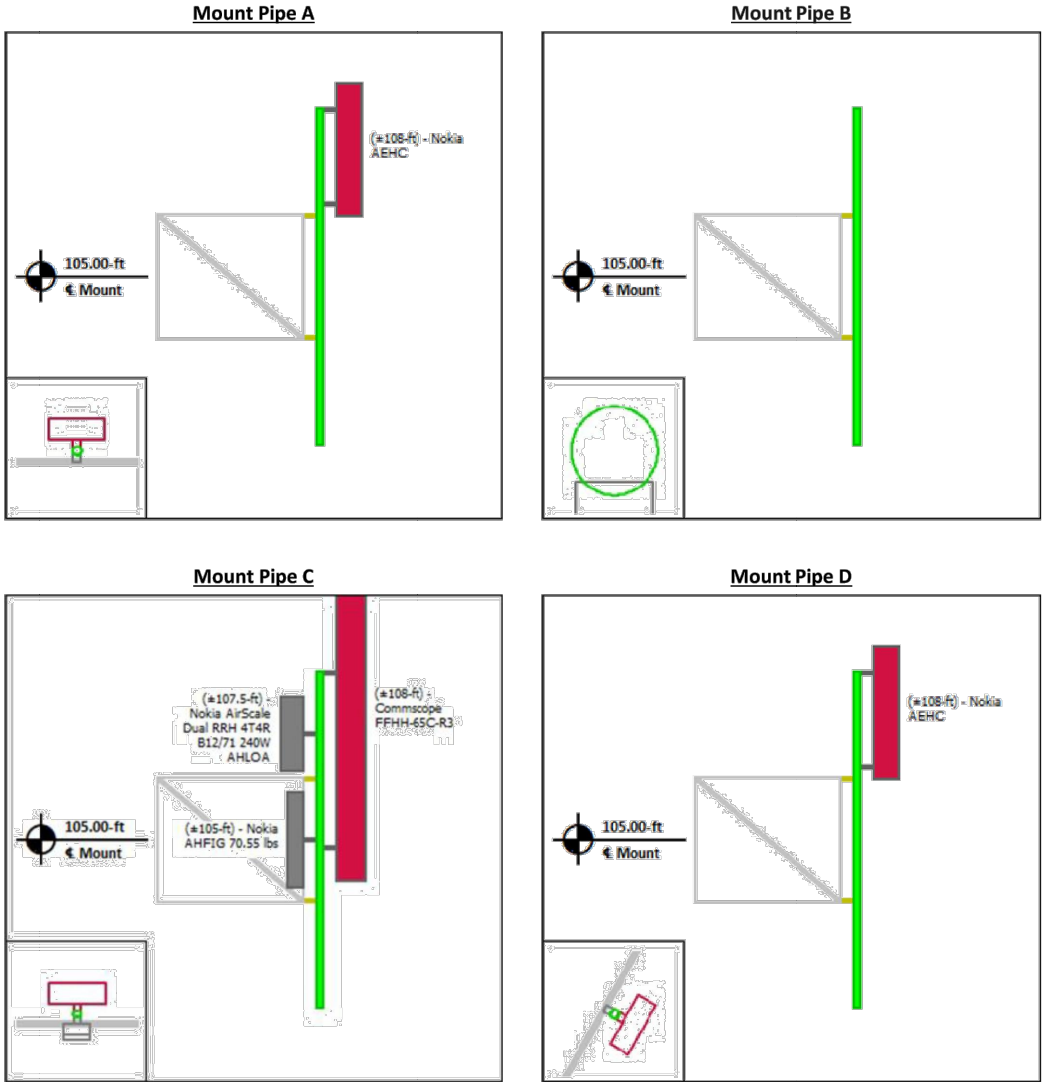 Mount Pipe A
(±108-ft) - Nokia
AEHC
105.00-ft
℄ Mount
Mount Pipe B
105.00-ft
℄ Mount
Mount Pipe C
(±107.5-ft) -
Nokia AirScale
Dual RRH 4T4R
B12/71 240W
AHLOA
(±108-ft) -
Commscope
FFHH-65C-R3
(±105-ft) - Nokia
AHFIG 70.55 lbs
105.00-ft
℄ Mount
Mount Pipe D
(±108-ft) - Nokia
AEHC
105.00-ft
℄ Mount